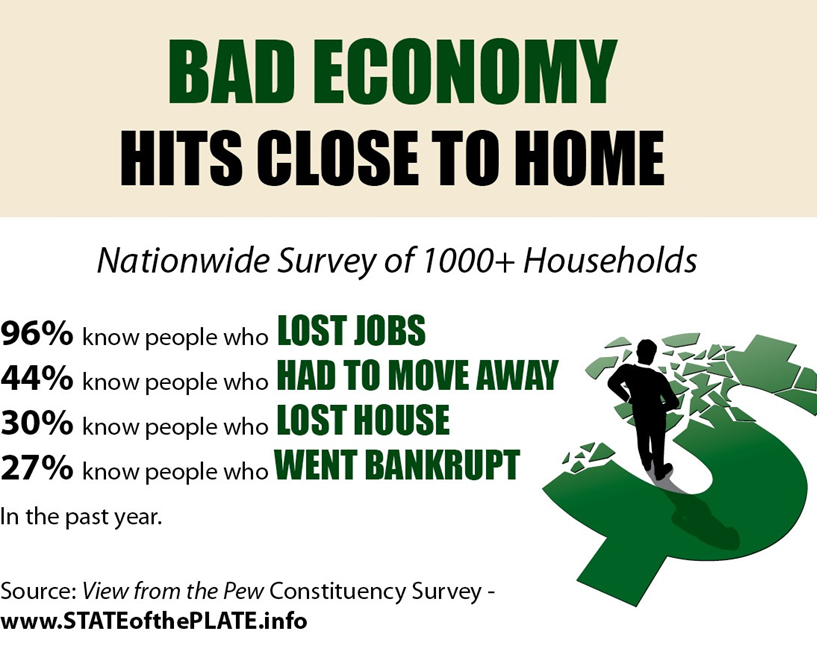 BAD ECONOMY
HITS CLOSE TO HOME
Nationwide Survey of 1000+ Households
96% know people who LOST JOBS
44% know people who HAD TO MOVE AWAY
30% know people who LOST HOUSE
27% know people who WENT BANKRUPT
In the past year.
Source: View from the Pew Constituency Survey -
www.STATEofthePLATE.info